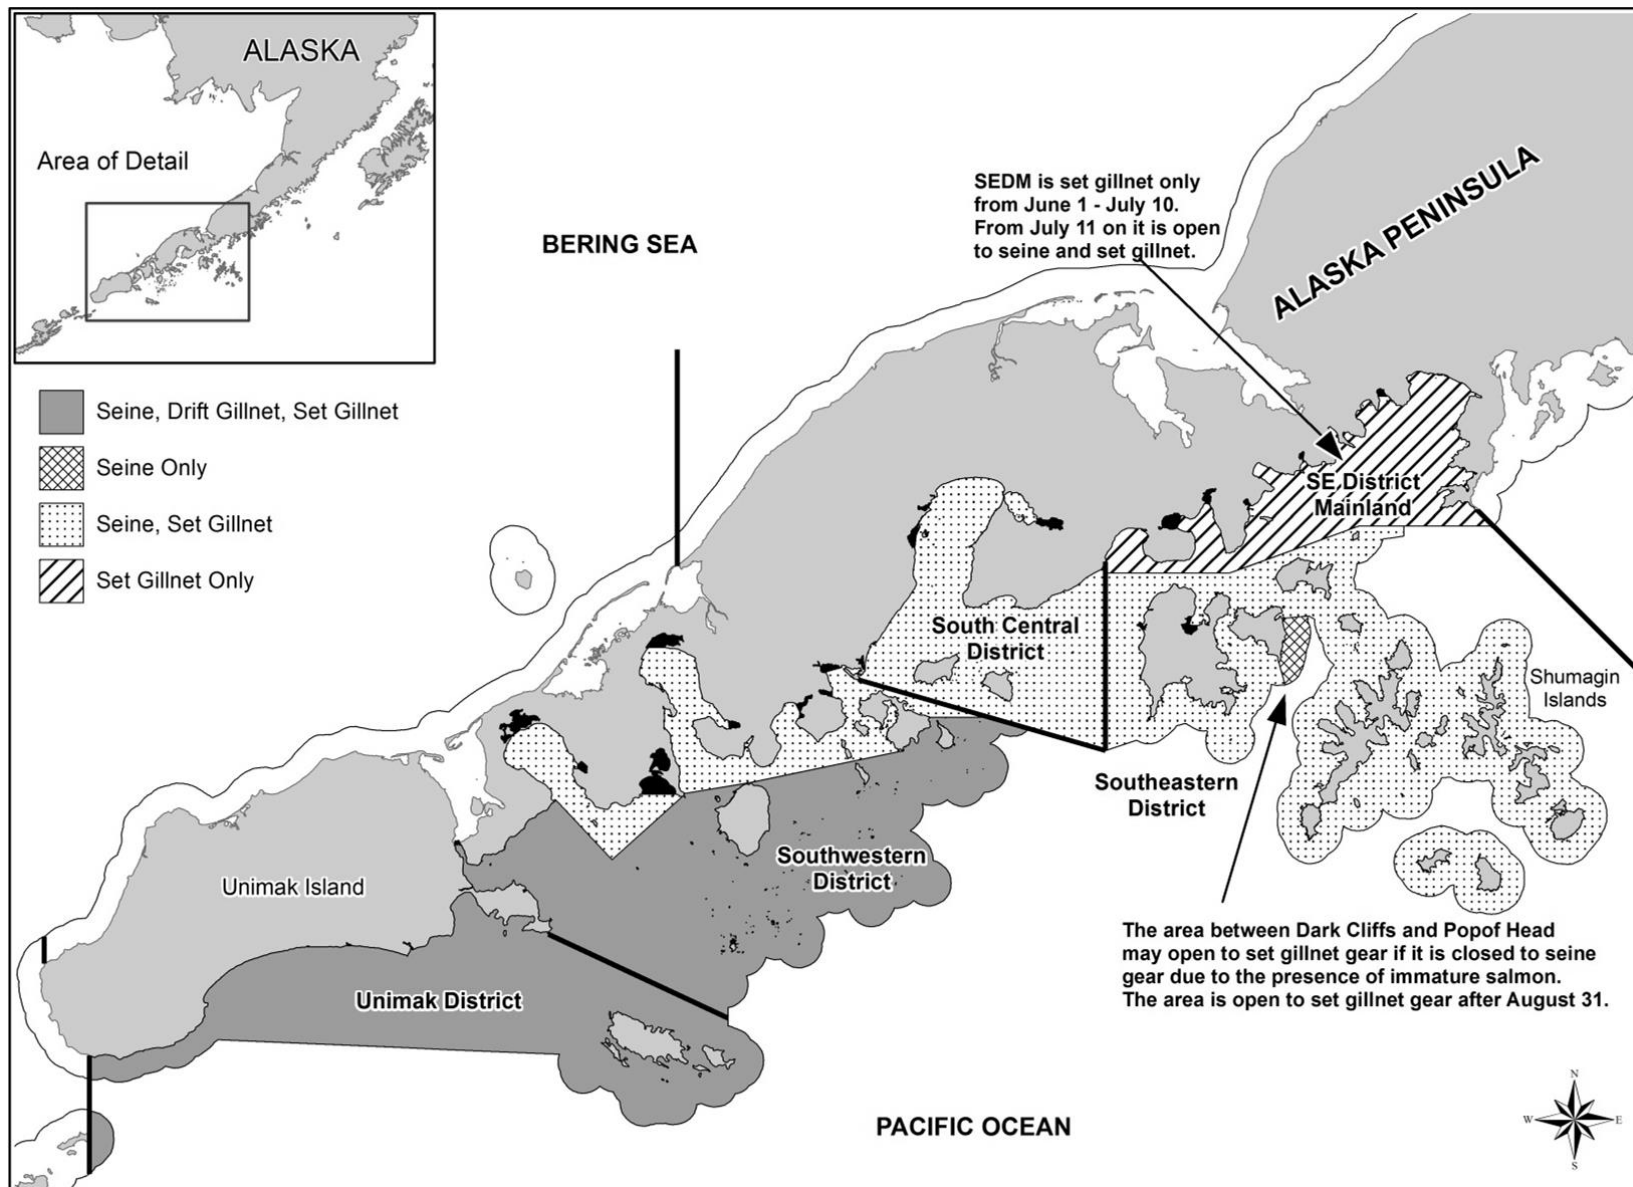 ALASKA
Area of Detail
Seine, Drift Gillnet, Set Gillnet
Seine Only
Seine, Set Gillnet
Set Gillnet Only
BERING SEA
SEDM is set gillnet only
from June 1 - July 10.
From July 11 on it is open
to seine and set gillnet.
ALASKA PENINSULA
SE District
Mainland
South Central
District
Shumagin
Islands
Southeastern
District
Southwestern
District
Unimak Island
Unimak District
The area between Dark Cliffs and Popof Head
may open to set gillnet gear if it is closed to seine
gear due to the presence of immature salmon.
The area is open to set gillnet gear after August 31.
PACIFIC OCEAN
N
W
E
S